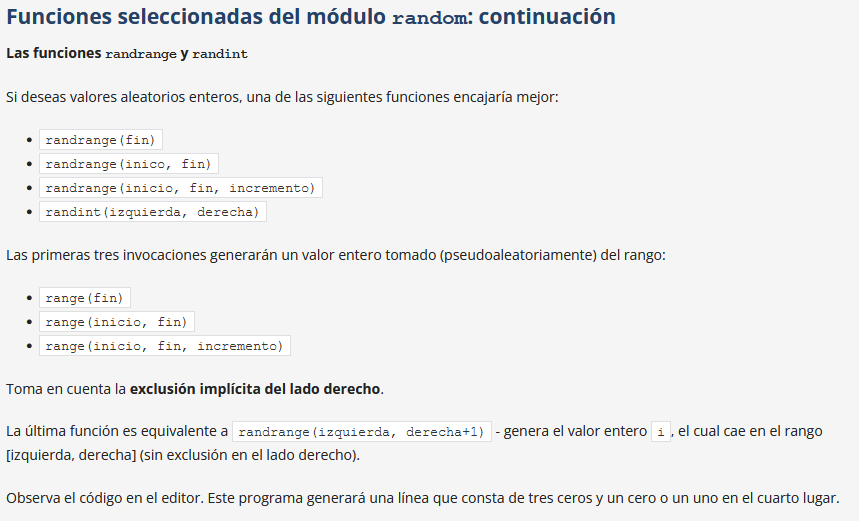 Funciones seleccionadas del módulo random: continuación
Las funciones randrange y randint
Si deseas valores aleatorios enteros, una de las siguientes funciones encajaría mejor:
• randrange(fin)
• randrange(inico, fin)
• randrange(inicio, fin, incremento)
• randint(izquierda, derecha)
Las primeras tres invocaciones generarán un valor entero tomado (pseudoaleatoriamente) del rango:
• range(fin)
• range(inicio, fin)
• range(inicio, fin, incremento)
Toma en cuenta la exclusión implícita del lado derecho.
La última función es equivalente a randrange(izquierda, derecha+1) - genera el valor entero i, el cual cae en el rango
[izquierda, derecha] (sin exclusión en el lado derecho).
Observa el código en el editor. Este programa generará una línea que consta de tres ceros y un cero o un uno en el cuarto lugar.